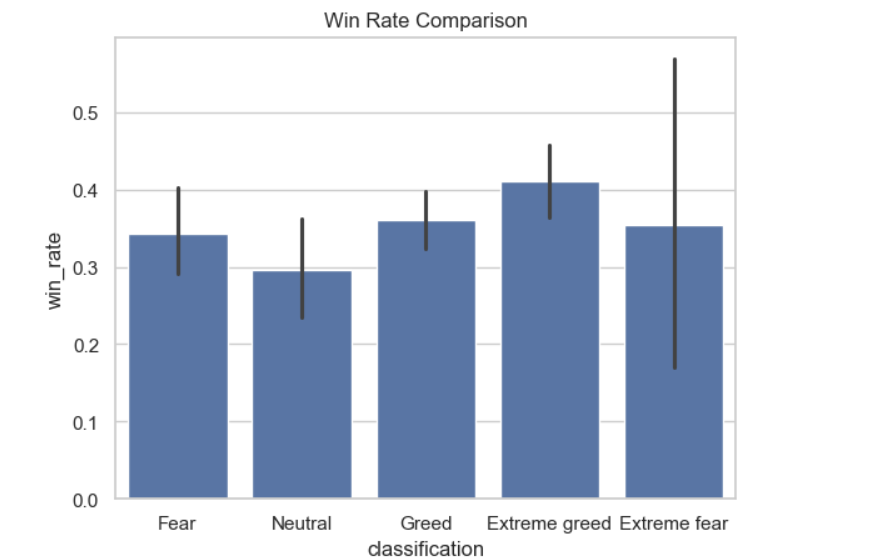 Win Rate Comparison
0.5
0.4
0.3
0.2
0.1
0.0
win_rate
Fear Neutral Greed Extreme greed Extreme fear
classification